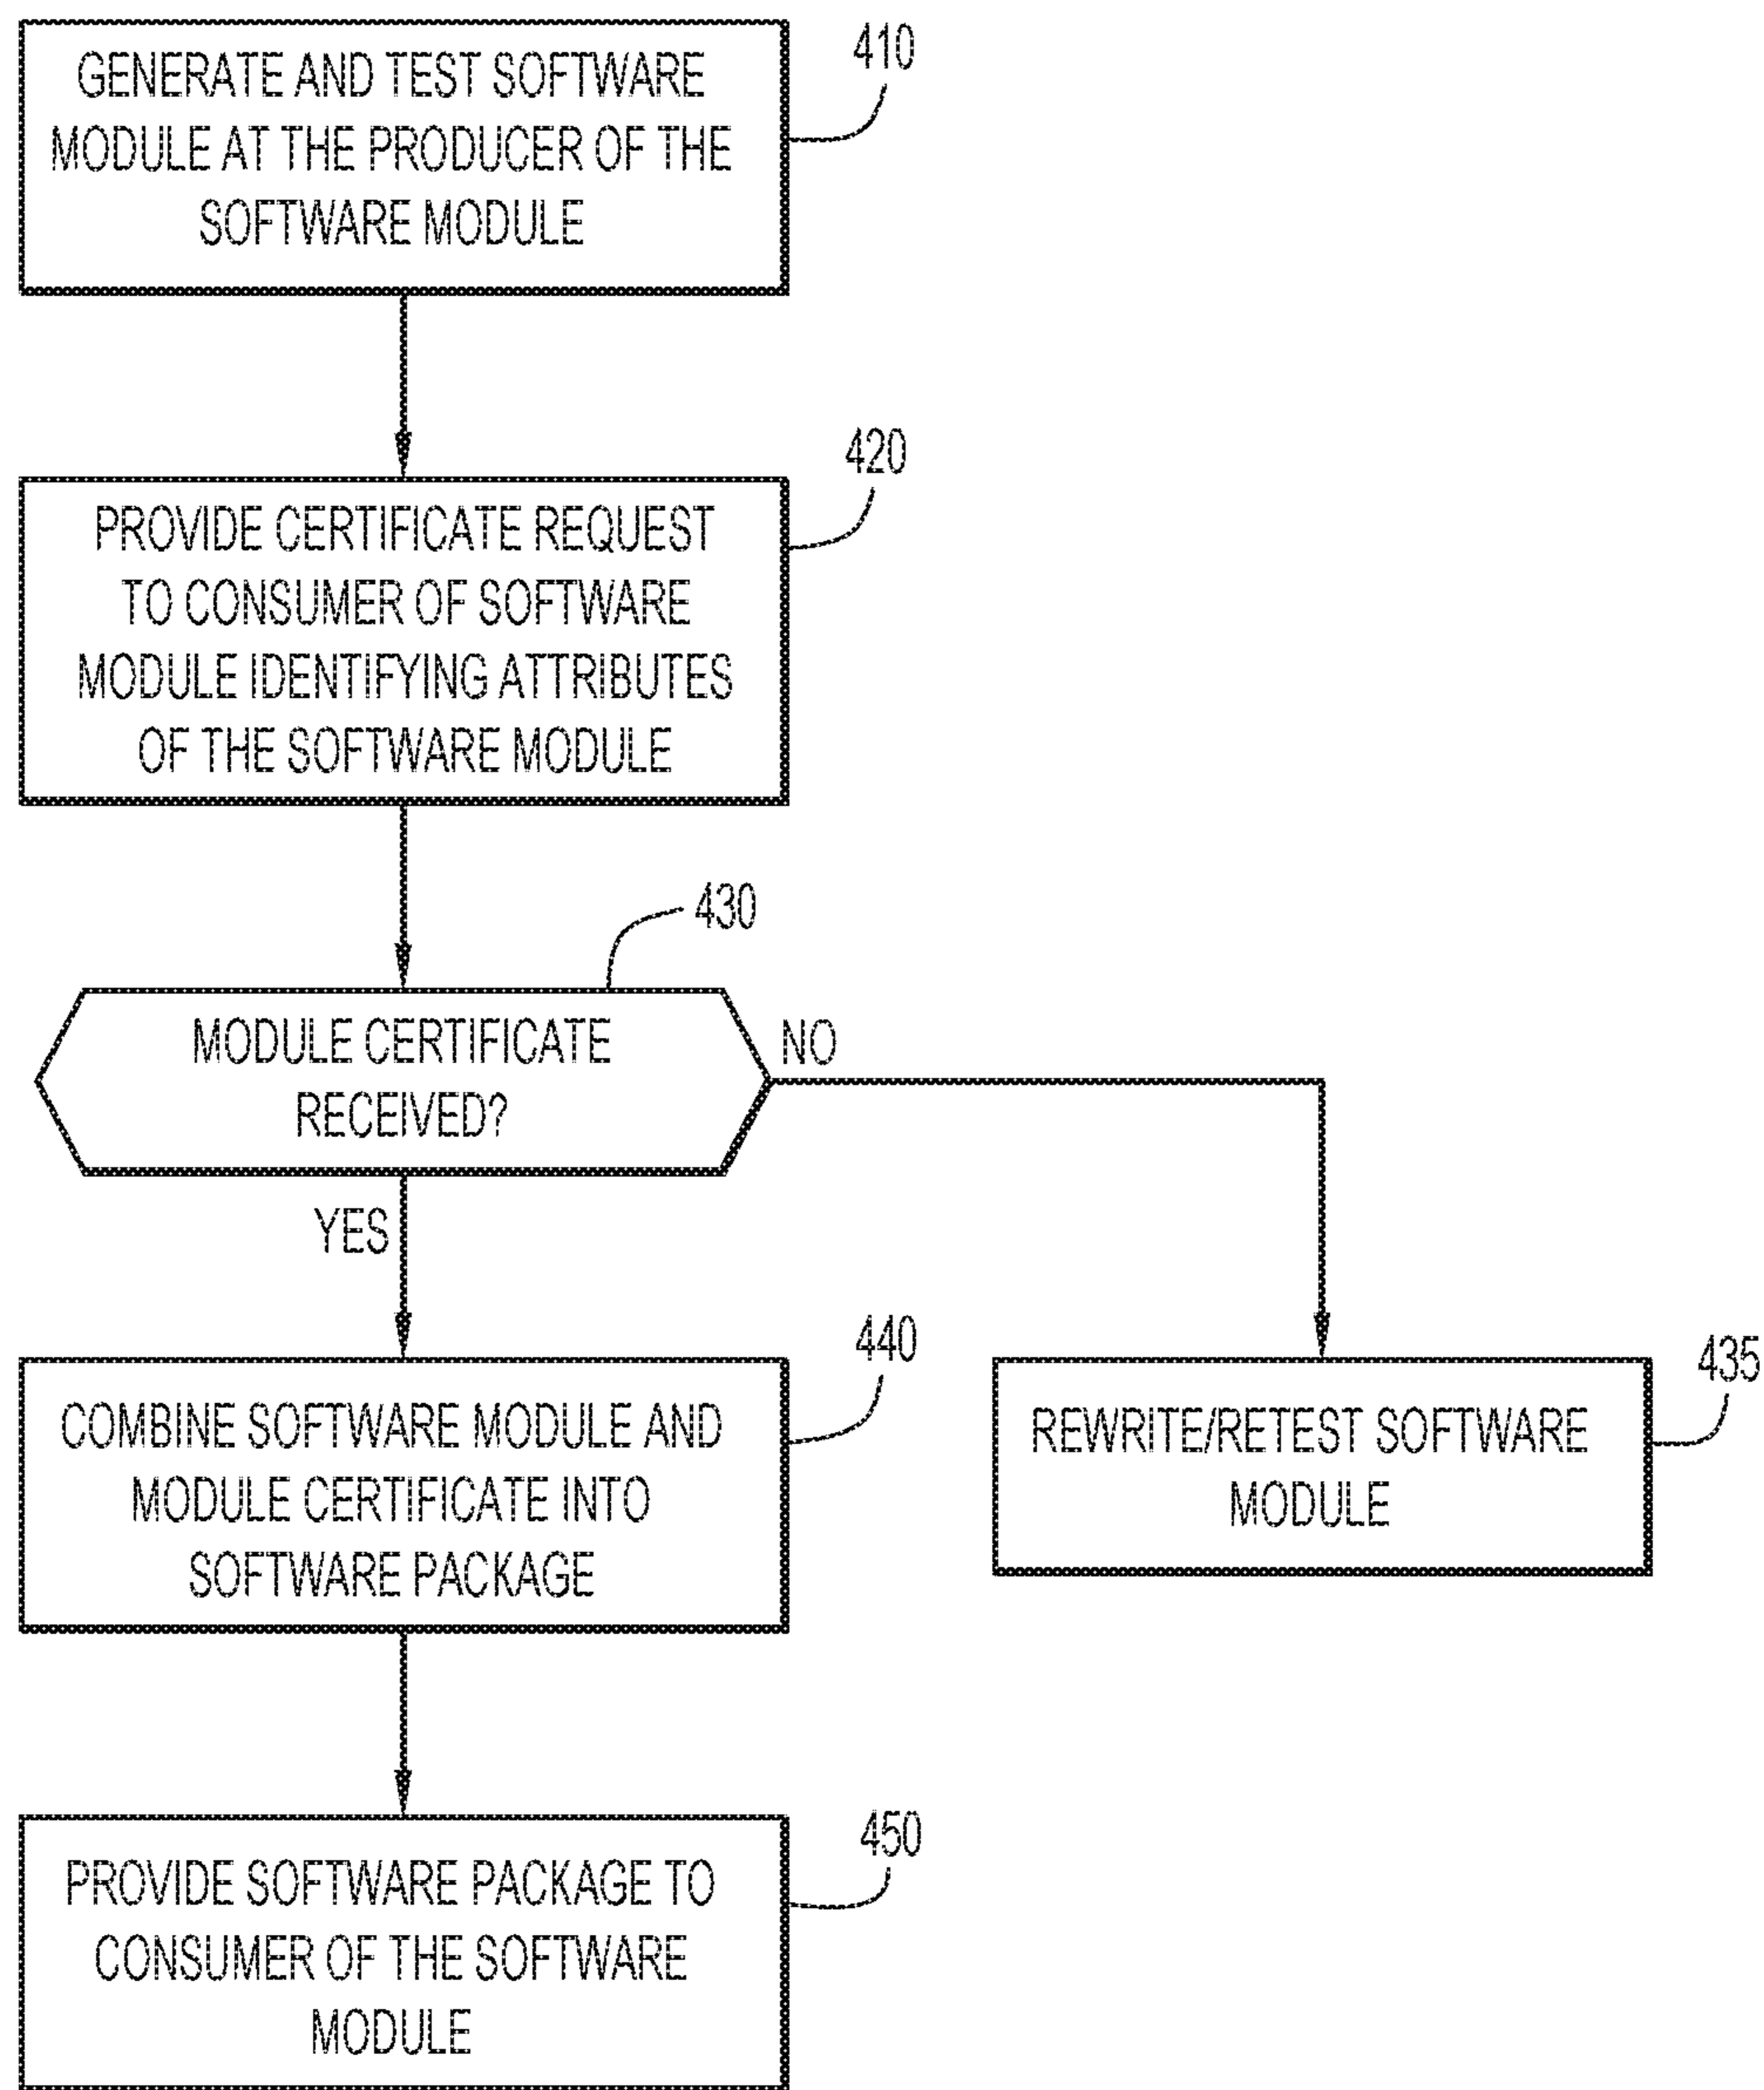 GENERATE AND TEST SOFTWARE
MODULE AT THE PRODUCER OF THE
SOFTWARE MODULE
410
PROVIDE CERTIFICATE REQUEST
TO CONSUMER OF SOFTWARE
MODULE IDENTIFYING ATTRIBUTES
OF THE SOFTWARE MODULE
420
430
MODULE CERTIFICATE
RECEIVED?
NO
YES
COMBINE SOFTWARE MODULE AND
MODULE CERTIFICATE INTO
SOFTWARE PACKAGE
440
REWRITE/RETEST SOFTWARE
MODULE
435
PROVIDE SOFTWARE PACKAGE TO
CONSUMER OF THE SOFTWARE
MODULE
450